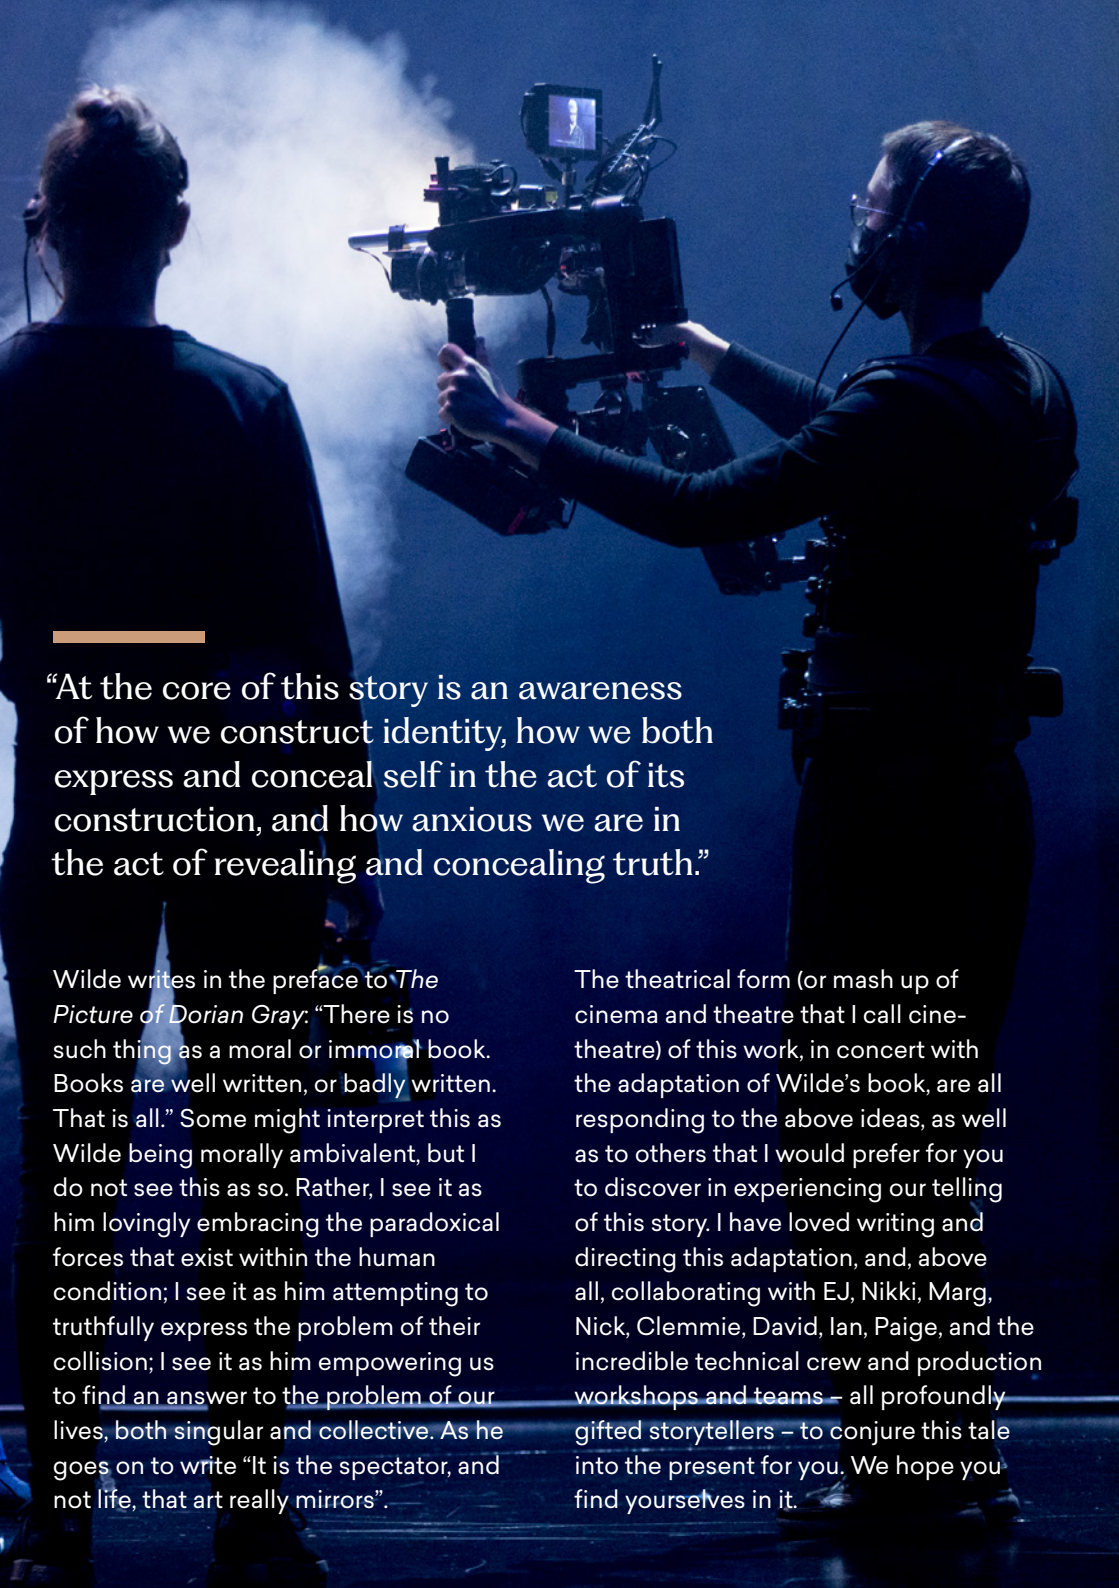 “At the core of this story is an awareness
of how we construct identity, how we both
express and conceal self in the act of its
construction, and how anxious we are in
the act of revealing and concealing truth.”
Wilde writes in the preface to The
Picture of Dorian Gray: “There is no
such thing as a moral or immoral book.
Books are well written, or badly written.
That is all.” Some might interpret this as
Wilde being morally ambivalent, but I
do not see this as so. Rather, I see it as
him lovingly embracing the paradoxical
forces that exist within the human
condition; I see it as him attempting to
truthfully express the problem of their
collision; I see it as him empowering us
to find an answer to the problem of our
lives, both singular and collective. As he
goes on to write “It is the spectator, and
not life, that art really mirrors”.
The theatrical form (or mash up of
cinema and theatre that I call cine-
theatre) of this work, in concert with
the adaptation of Wilde’s book, are all
responding to the above ideas, as well
as to others that I would prefer for you
to discover in experiencing our telling
of this story. I have loved writing and
directing this adaptation, and, above
all, collaborating with EJ, Nikki, Marg,
Nick, Clemmie, David, Ian, Paige, and the
incredible technical crew and production
workshops and teams – all profoundly
gifted storytellers – to conjure this tale
into the present for you. We hope you
find yourselves in it.